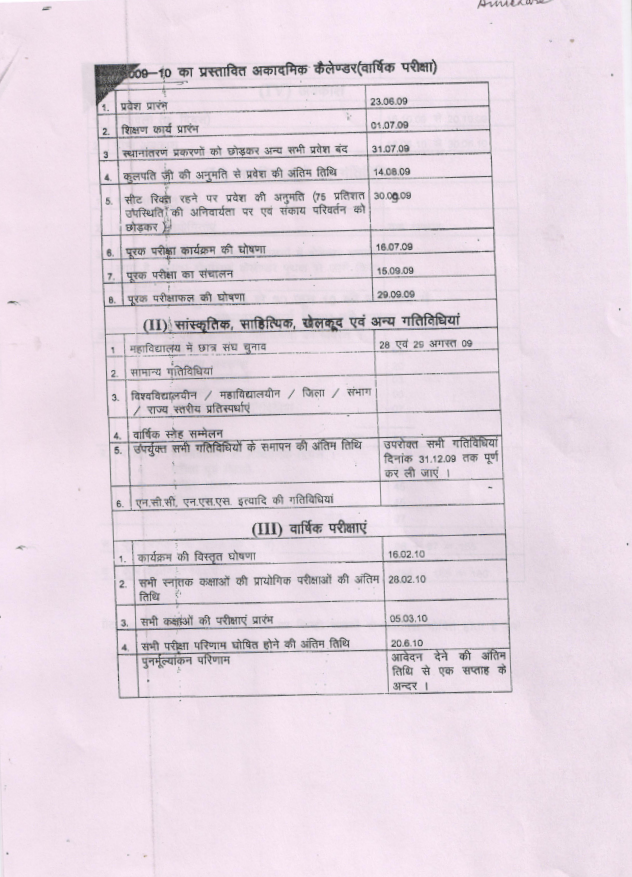 009–10 का प्रस्तावित अकादमिक कैलेण्डर(वार्षिक परीक्षा)
1. प्रवेश प्रारंभ 23.06.09
2. शिक्षण कार्य प्रारंभ 01.07.09
3 स्थानांतरण प्रकरणों को छोड़कर अन्य सभी प्रवेश बंद 31.07.09
4. कुलपति जी की अनुमति से प्रवेश की अंतिम तिथि 14.08.09
5. सीट रिक्त रहने पर प्रवेश की अनुमति (75 प्रतिशत 30.09.09
उपस्थिति की अनिवार्यता पर एवं संकाय परिवर्तन को
छोड़कर )
6. पूरक परीक्षा कार्यक्रम की घोषणा 16.07.09
7. पूरक परीक्षा का संचालन 15.09.09
8. पूरक परीक्षाफल की घोषणा 29.09.09
(II) सांस्कृतिक, साहित्यिक, खेलकूद एवं अन्य गतिविधियां
1 महाविद्यालय में छात्र संघ चुनाव 28 एवं 29 अगस्त 09
2. सामान्य गतिविधियां
3. विश्वविद्यालयीन / महाविद्यालयीन / जिला / संभाग
/ राज्य स्तरीय प्रतिस्पर्धाएं
4. वार्षिक स्नेह सम्मेलन
5. उपर्युक्त सभी गतिविधियों के समापन की अंतिम तिथि उपरोक्त सभी गतिविधियां
दिनांक 31.12.09 तक पूर्ण
कर ली जाएं ।
6. एन.सी.सी, एन.एस.एस. इत्यादि की गतिविधियां -
(III) वार्षिक परीक्षाएं
1. कार्यक्रम की विस्तृत घोषणा 16.02.10
2. सभी स्नातक कक्षाओं की प्रायोगिक परीक्षाओं की अंतिम 28.02.10
तिथि
3. सभी कक्षाओं की परीक्षाएं प्रारंभ 05.03.10
4. सभी परीक्षा परिणाम घोषित होने की अंतिम तिथि 20.6.10
पुनर्मूल्यांकन परिणाम आवेदन देने की अंतिम
तिथि से एक सप्ताह के
अन्दर ।